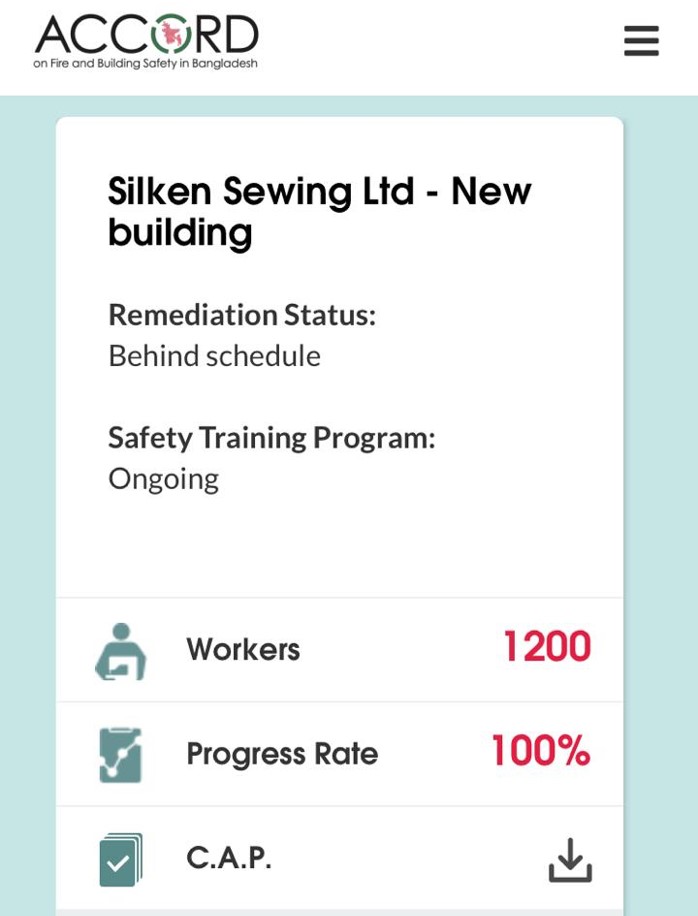 ACCORD
on Fire and Building Safety in Bangladesh
Silken Sewing Ltd - New
building
Remediation Status:
Behind schedule
Safety Training Program:
Ongoing
Workers 1200
Progress Rate 100%
C.A.P.